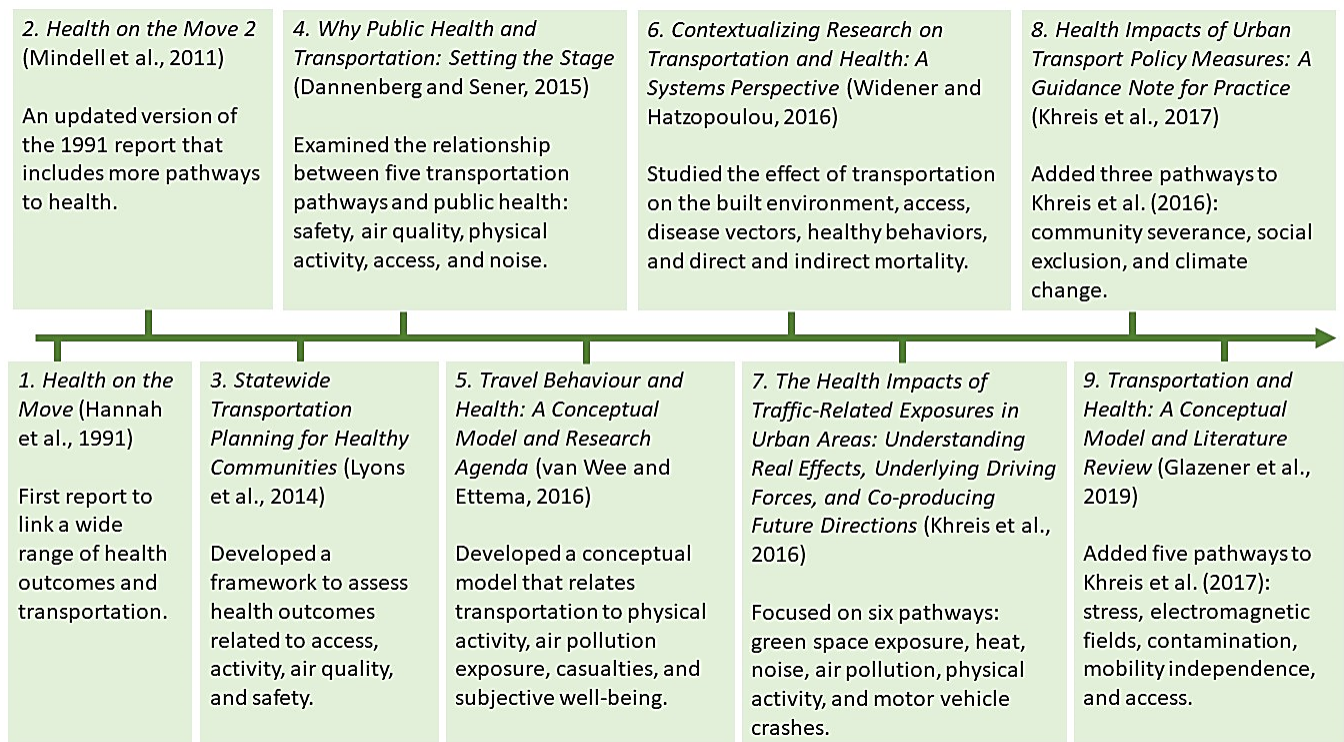 2. Health on the Move 2
(Mindell et al., 2011)
An updated version of
the 1991 report that
includes more pathways
to health.
4. Why Public Health and
Transportation: Setting the Stage
(Dannenberg and Sener, 2015)
Examined the relationship
between five transportation
pathways and public health:
safety, air quality, physical
activity, access, and noise.
6. Contextualizing Research on
Transportation and Health: A
Systems Perspective (Widener and
Hatzopoulou, 2016)
Studied the effect of transportation
on the built environment, access,
disease vectors, healthy behaviors,
and direct and indirect mortality.
8. Health Impacts of Urban
Transport Policy Measures: A
Guidance Note for Practice
(Khreis et al., 2017)
Added three pathways to
Khreis et al. (2016):
community severance, social
exclusion, and climate
change.
1. Health on the
Move (Hannah
et al., 1991)
First report to
link a wide
range of health
outcomes and
transportation.
3. Statewide
Transportation
Planning for Healthy
Communities (Lyons
et al., 2014)
Developed a
framework to assess
health outcomes
related to access,
activity, air quality,
and safety.
5. Travel Behaviour and
Health: A Conceptual
Model and Research
Agenda (van Wee and
Ettema, 2016)
Developed a conceptual
model that relates
transportation to physical
activity, air pollution
exposure, casualties, and
subjective well-being.
7. The Health Impacts of
Traffic-Related Exposures in
Urban Areas: Understanding
Real Effects, Underlying Driving
Forces, and Co-producing
Future Directions (Khreis et al.,
2016)
Focused on six pathways:
green space exposure, heat,
noise, air pollution, physical
activity, and motor vehicle
crashes.
9. Transportation and
Health: A Conceptual
Model and Literature
Review (Glazener et al.,
2019)
Added five pathways to
Khreis et al. (2017):
stress, electromagnetic
fields, contamination,
mobility independence,
and access.